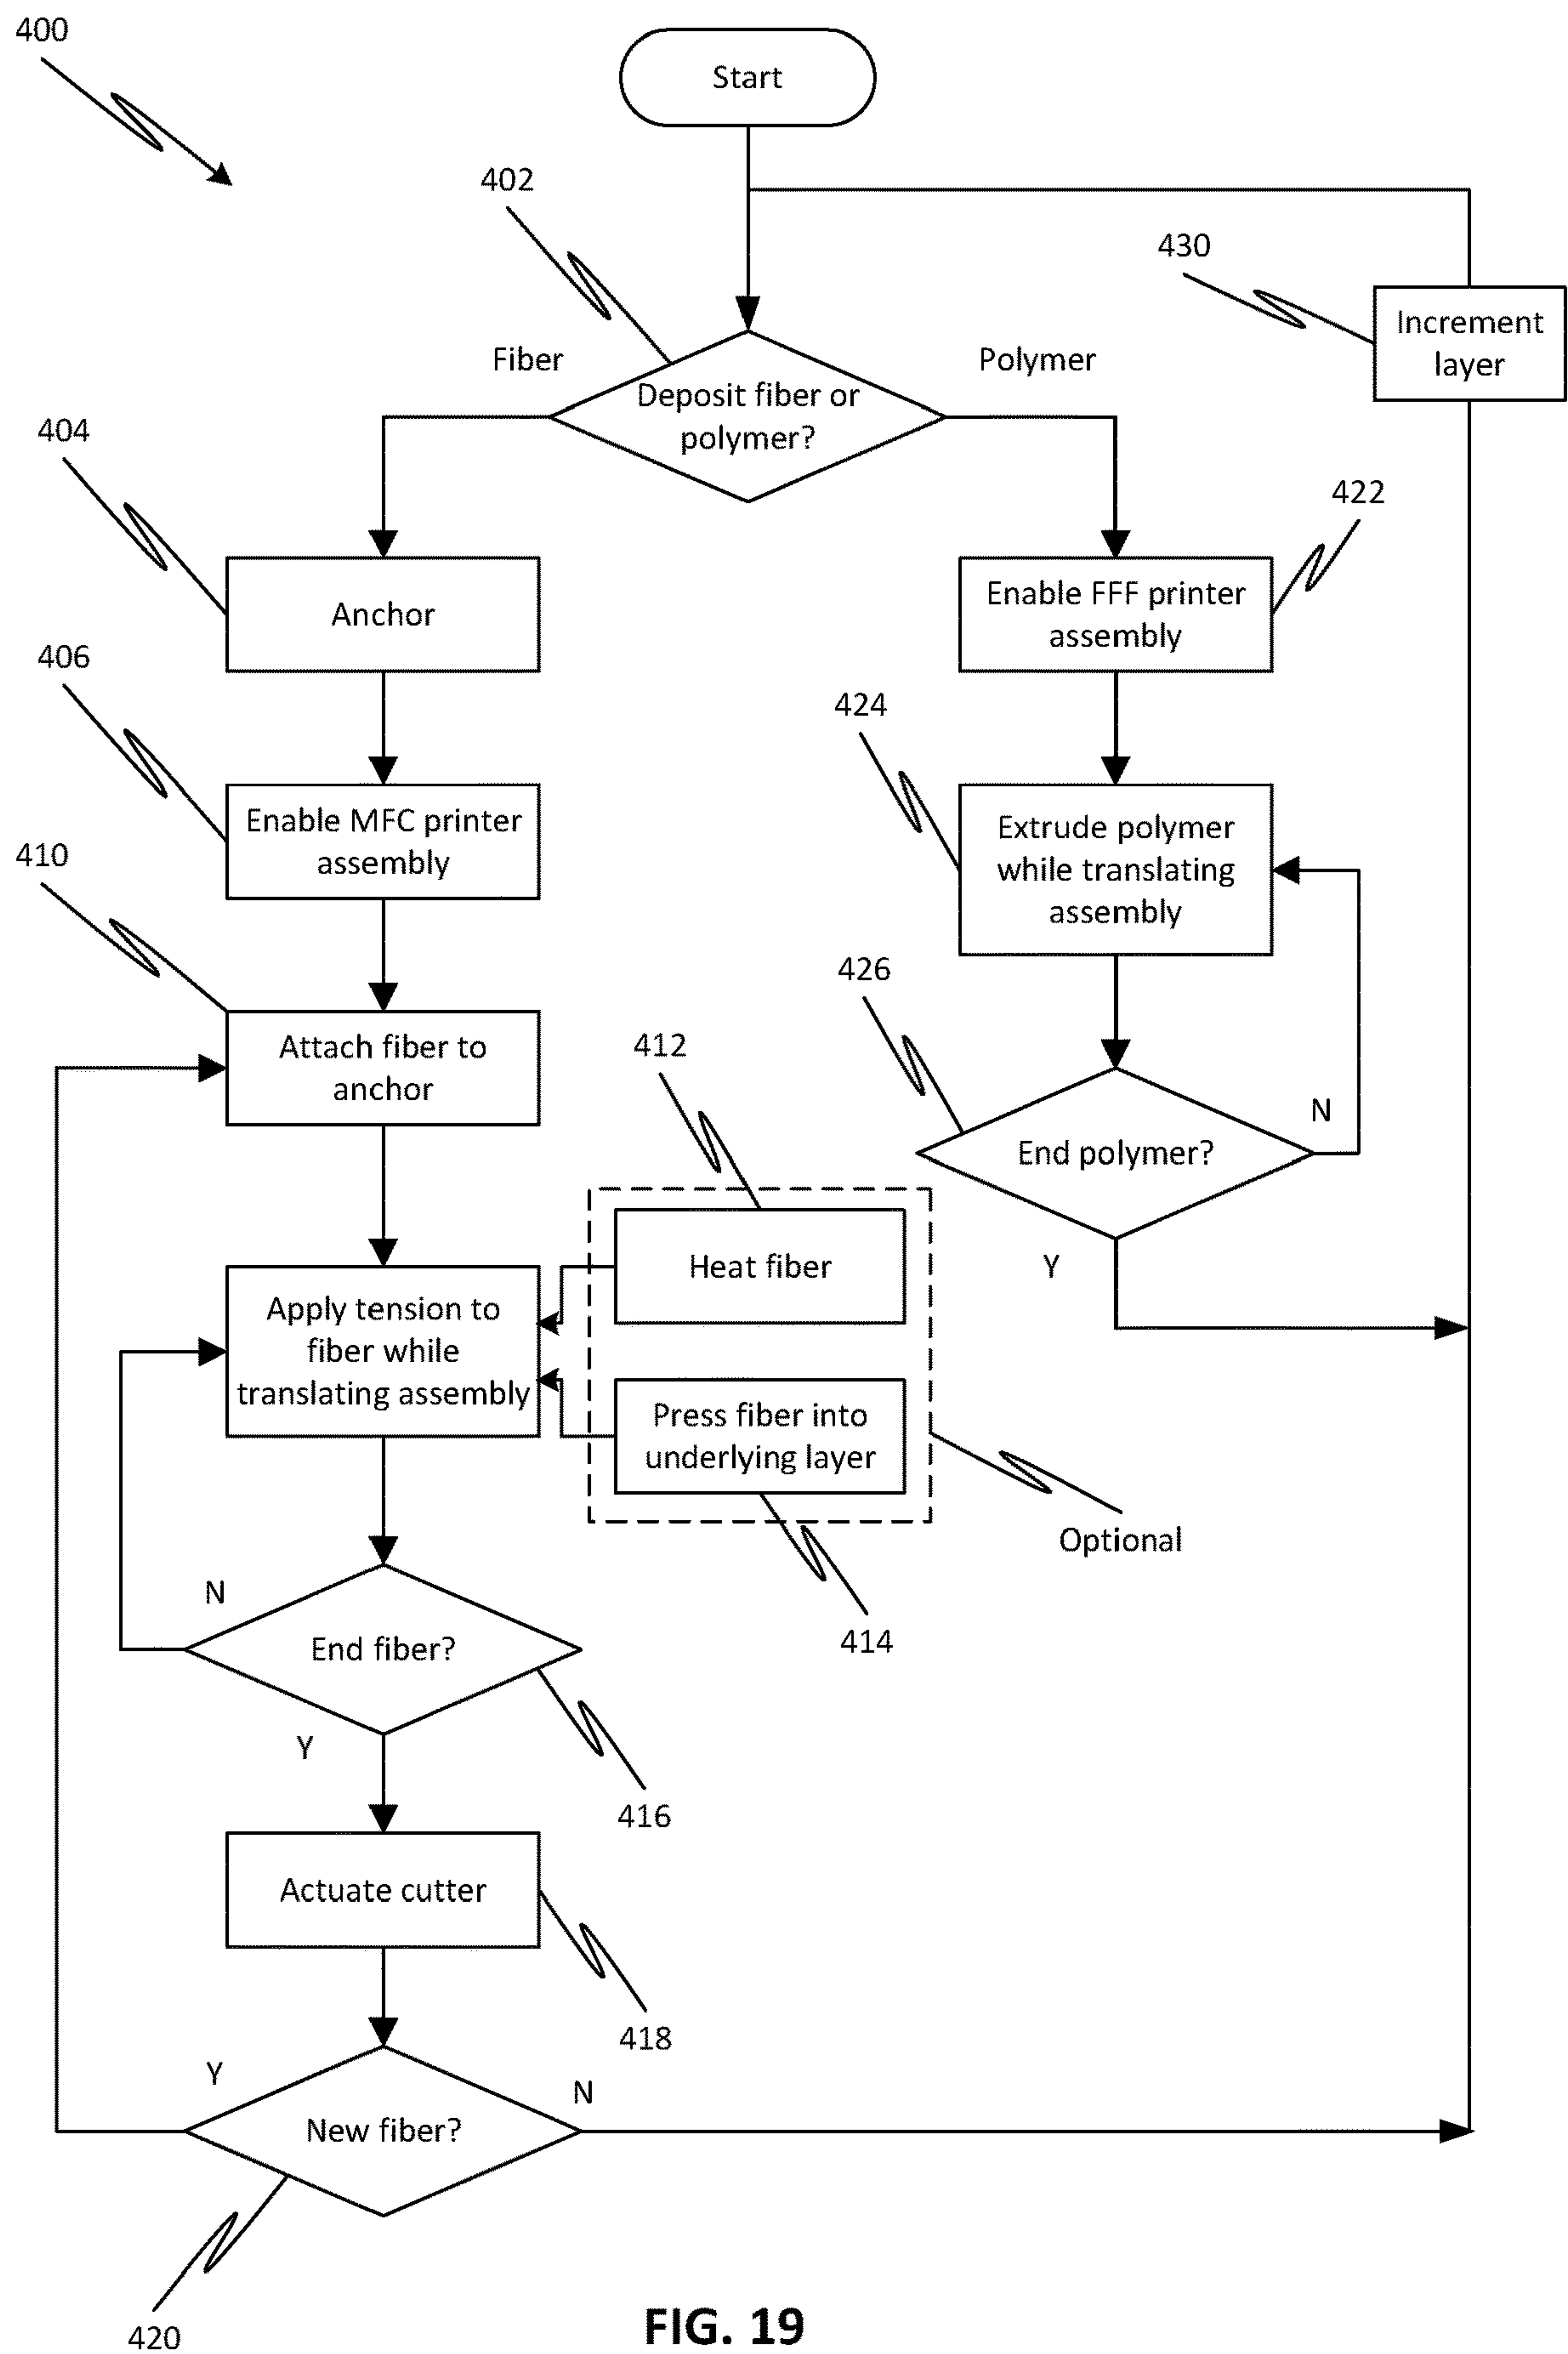 400
Start
402
430
Increment
layer
Fiber
Polymer
Deposit fiber or
polymer?
404
422
Anchor
Enable FFF printer
assembly
406
424
Enable MFC printer
assembly
Extrude polymer
while translating
assembly
410
426
Attach fiber to
anchor
412
N
End polymer?
Y
Heat fiber
Apply tension to
fiber while
translating assembly
Press fiber into
underlying layer
Optional
N
End fiber?
414
Y
416
Actuate cutter
418
Y
N
New fiber?
420
FIG. 19